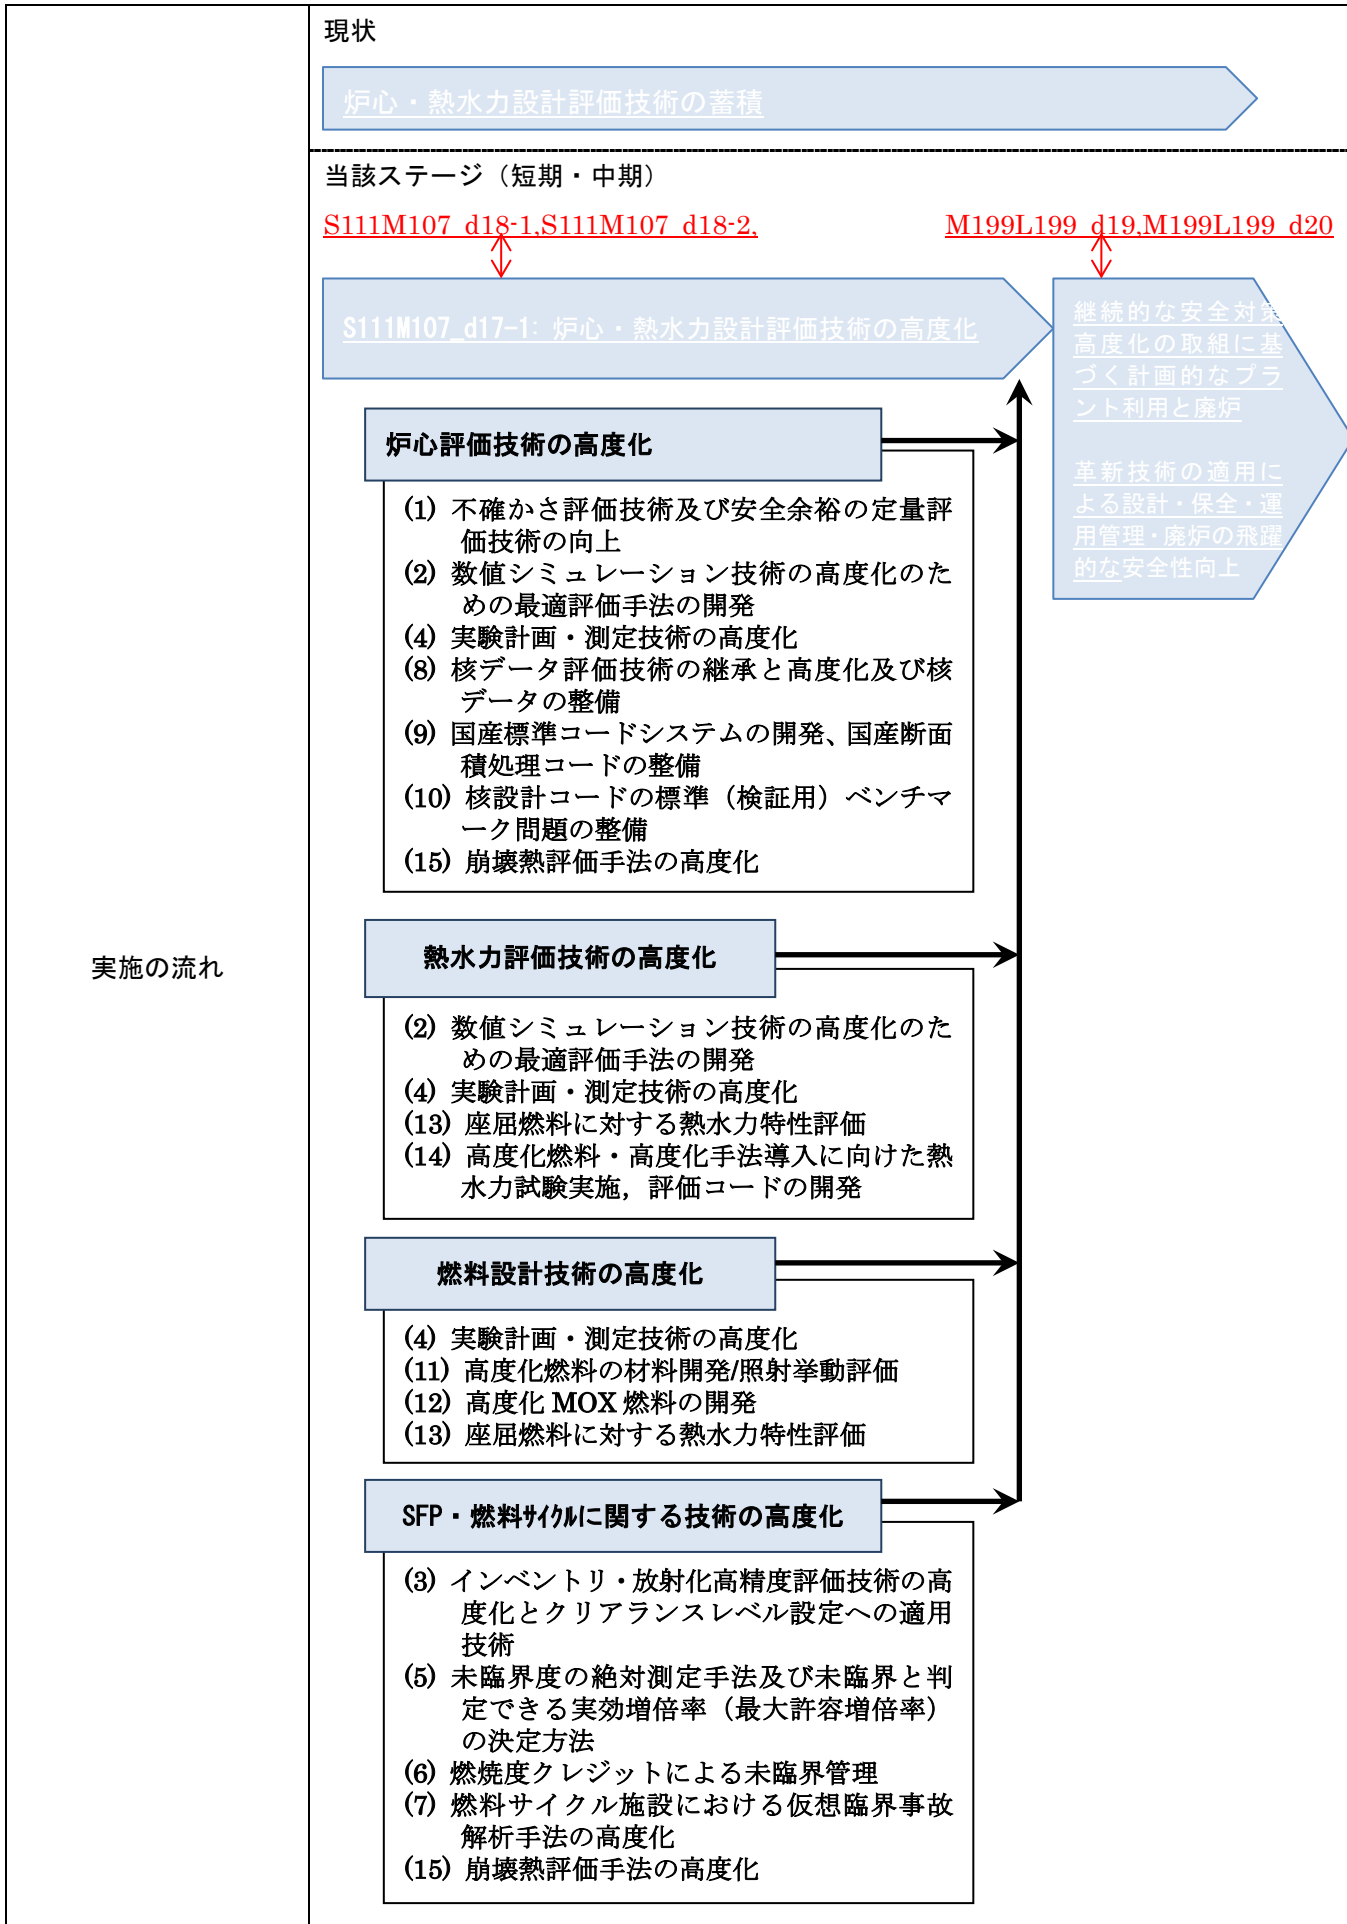 現状
炉心・熱水力設計評価技術の蓄積
当該ステージ（短期・中期）
S111M107_d18-1,S111M107_d18-2,
M199L199_d19,M199L199_d20
S111M107_d17-1: 炉心・熱水力設計評価技術の高度化
継続的な安全対策
高度化の取組に基
づく計画的なプラ
ント利用と廃炉
革新技術の適用に
よる設計・保全・運
用管理・廃炉の飛躍
的な安全性向上
実施の流れ
炉心評価技術の高度化
(1) 不確かさ評価技術及び安全余裕の定量評
価技術の向上
(2) 数値シミュレーション技術の高度化のた
めの最適評価手法の開発
(4) 実験計画・測定技術の高度化
(8) 核データ評価技術の継承と高度化及び核
データの整備
(9) 国産標準コードシステムの開発、国産断面
積処理コードの整備
(10) 核設計コードの標準（検証用）ベンチマ
ーク問題の整備
(15) 崩壊熱評価手法の高度化
熱水力評価技術の高度化
(2) 数値シミュレーション技術の高度化のた
めの最適評価手法の開発
(4) 実験計画・測定技術の高度化
(13) 座屈燃料に対する熱水力特性評価
(14) 高度化燃料・高度化手法導入に向けた熱
水力試験実施，評価コードの開発
燃料設計技術の高度化
(4) 実験計画・測定技術の高度化
(11) 高度化燃料の材料開発/照射挙動評価
(12) 高度化 MOX 燃料の開発
(13) 座屈燃料に対する熱水力特性評価
SFP・燃料ｻｲｸﾙに関する技術の高度化
(3) インベントリ・放射化高精度評価技術の高
度化とクリアランスレベル設定への適用
技術
(5) 未臨界度の絶対測定手法及び未臨界と判
定できる実効増倍率（最大許容増倍率）
の決定方法
(6) 燃焼度クレジットによる未臨界管理
(7) 燃料サイクル施設における仮想臨界事故
解析手法の高度化
(15) 崩壊熱評価手法の高度化